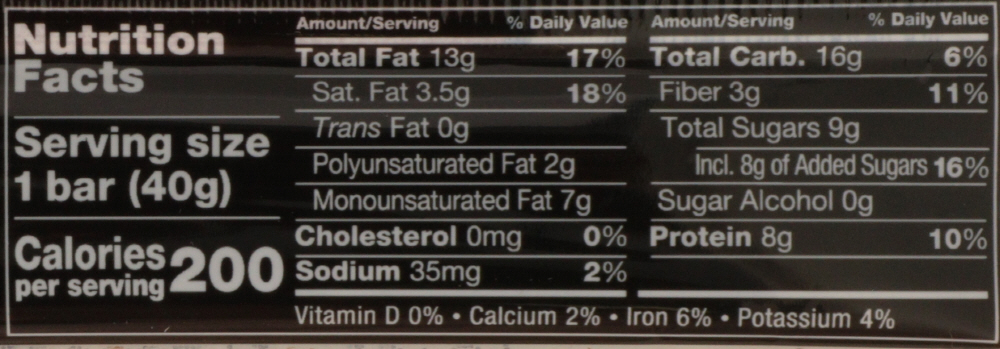 Nutrition
Facts
Serving size
1 bar (40g)
Calories 200
per serving
Amount/Serving % Daily Value
Total Fat 13g 17%
Sat. Fat 3.5g 18%
Trans Fat 0g
Polyunsaturated Fat 2g
Monounsaturated Fat 7g
Cholesterol 0mg 0%
Sodium 35mg 2%
Amount/Serving % Daily Value
Total Carb. 16g 6%
Fiber 3g 11%
Total Sugars 9g
Incl. 8g of Added Sugars 16%
Sugar Alcohol 0g
Protein 8g 10%
Vitamin D 0% • Calcium 2% • Iron 6% • Potassium 4%